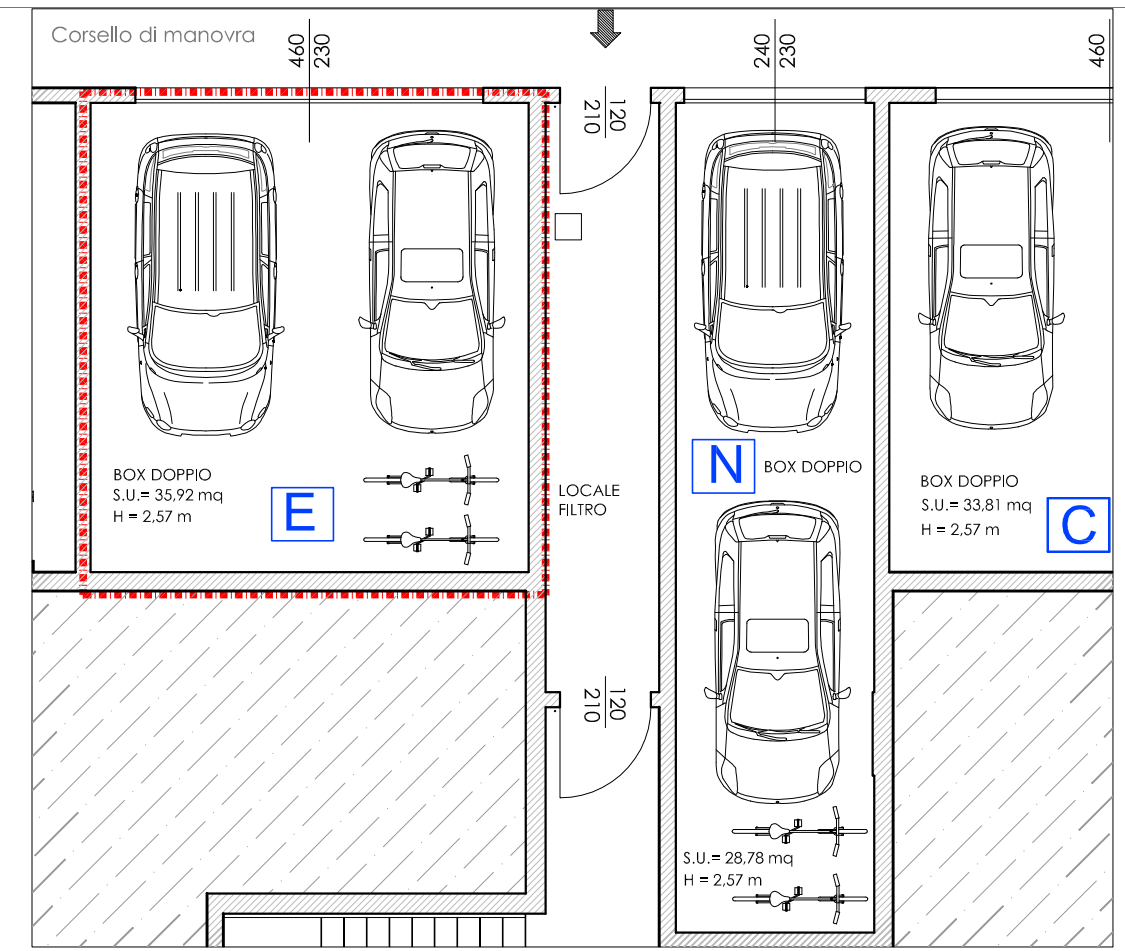 Corsello di manovra
460
230
240
230
460
120
210
BOX DOPPIO
S.U.= 35,92 mq
H = 2,57 m
E
LOCALE
FILTRO
N
BOX DOPPIO
BOX DOPPIO
S.U.= 33,81 mq
H = 2,57 m
C
120
210
S.U.= 28,78 mq
H = 2,57 m